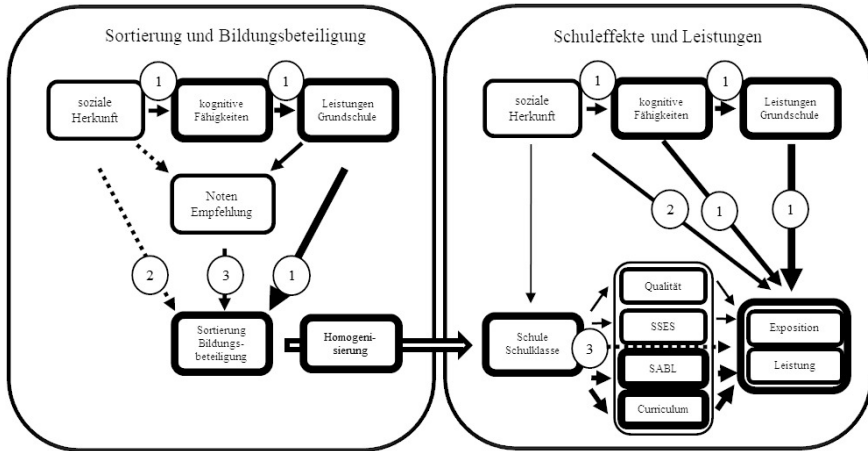 Sortierung und Bildungsbeteiligung
1
1
soziale
Herkunft
kognitive
Fähigkeiten
Leistungen
Grundschule
Noten
Empfehlung
2
3
1
Sortierung
Bildungs-
beteiligung
Homogeni-
sierung
Schuleffekte und Leistungen
1
1
soziale
Herkunft
kognitive
Fähigkeiten
Leistungen
Grundschule
2
1
1
Schule
Schulklasse
3
Qualität
SSES
SABL
Curriculum
Exposition
Leistung